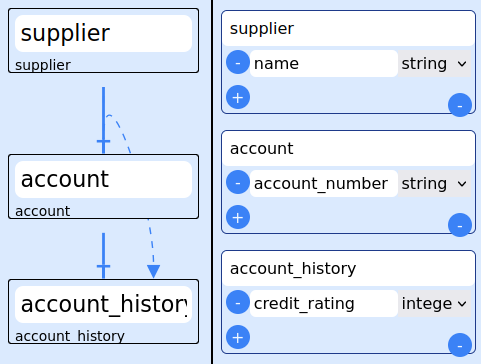 supplier
supplier
account
account
account_history
account_history
supplier
-
name
string
+
-
account
-
account_number
string
+
-
account_history
-
credit_rating
intege
+
-